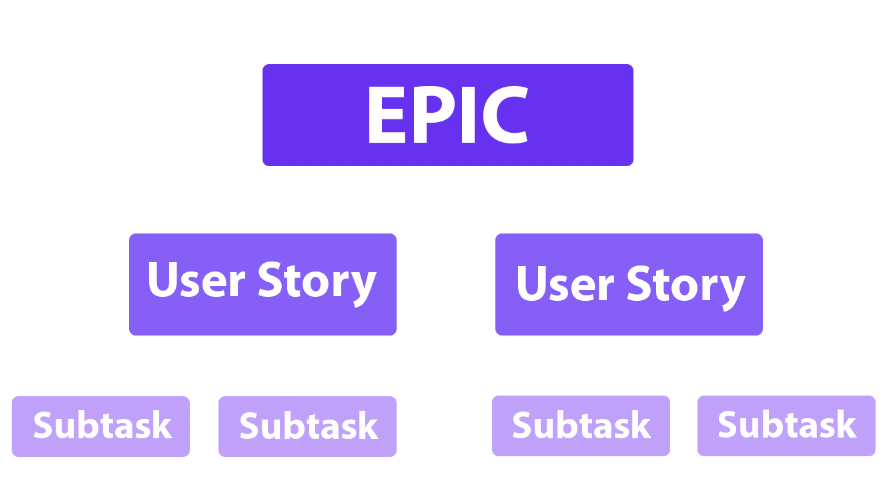 EPIC
User Story
User Story
Subtask
Subtask
Subtask
Subtask